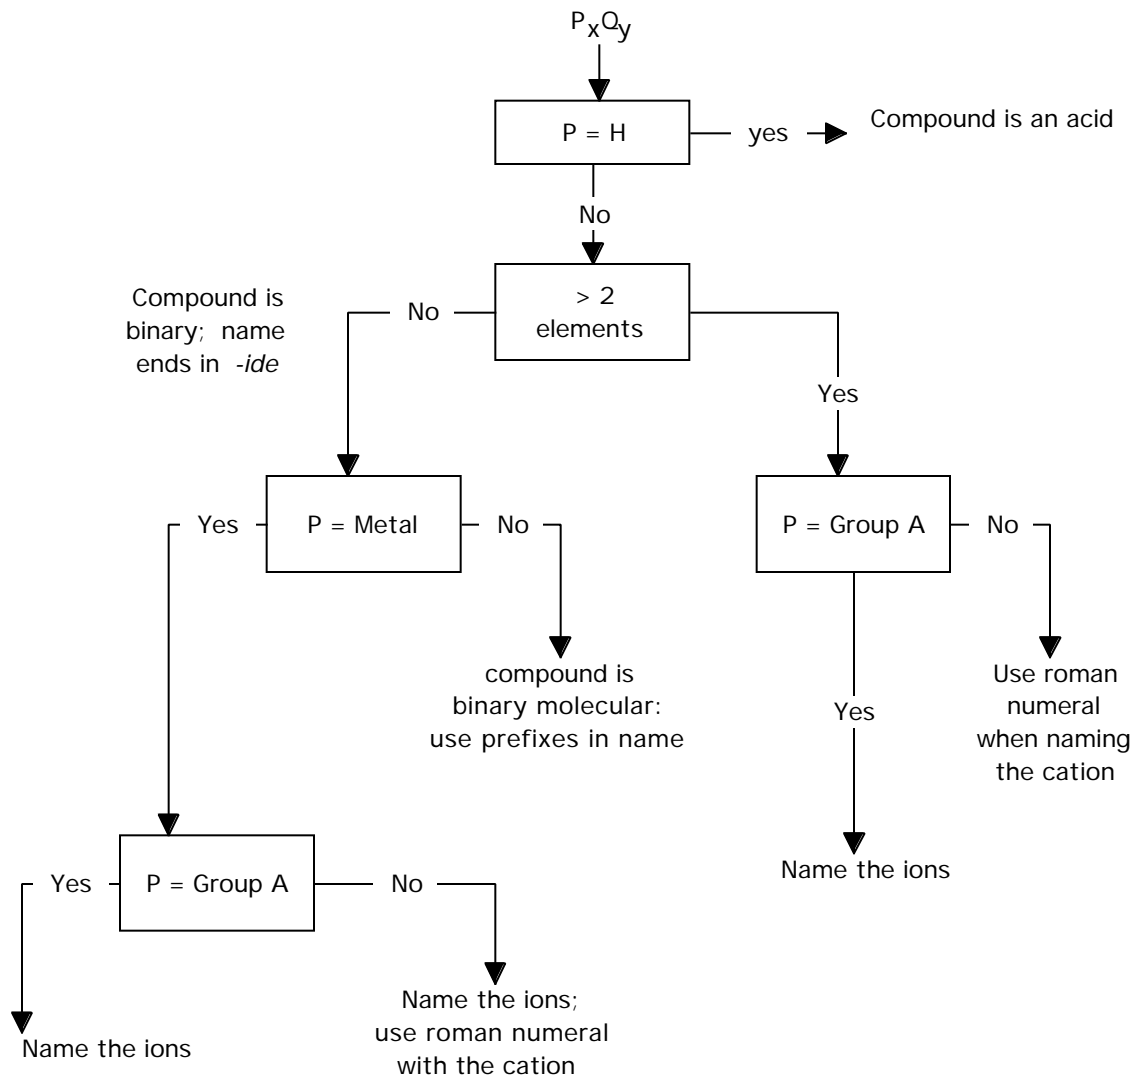 PxQy
P = H
yes
Compound is an acid
No
> 2
elements
No
Compound is
binary; name
ends in -ide
Yes
P = Metal
Yes
No
P = Group A
No
compound is
binary molecular:
use prefixes in name
Yes
Use roman
numeral
when naming
the cation
Name the ions
P = Group A
Yes
No
Name the ions
Name the ions;
use roman numeral
with the cation